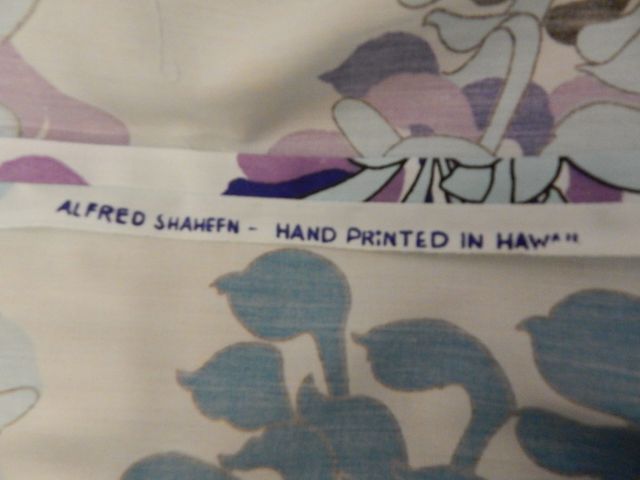 ALFRED SHAHEEN - HAND PRINTED IN HAWAII